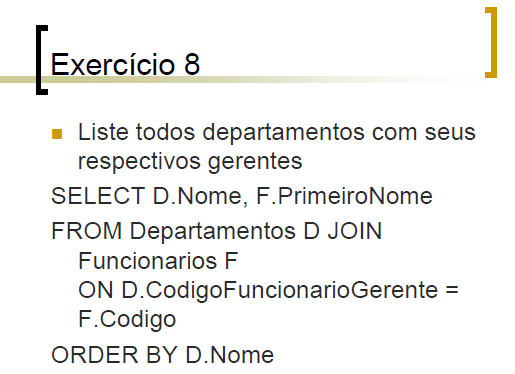 Exercício 8
Liste todos departamentos com seus
respectivos gerentes
SELECT D.Nome, F.PrimeiroNome
FROM Departamentos D JOIN
Funcionarios F
ON D.CodigoFuncionarioGerente =
F.Codigo
ORDER BY D.Nome